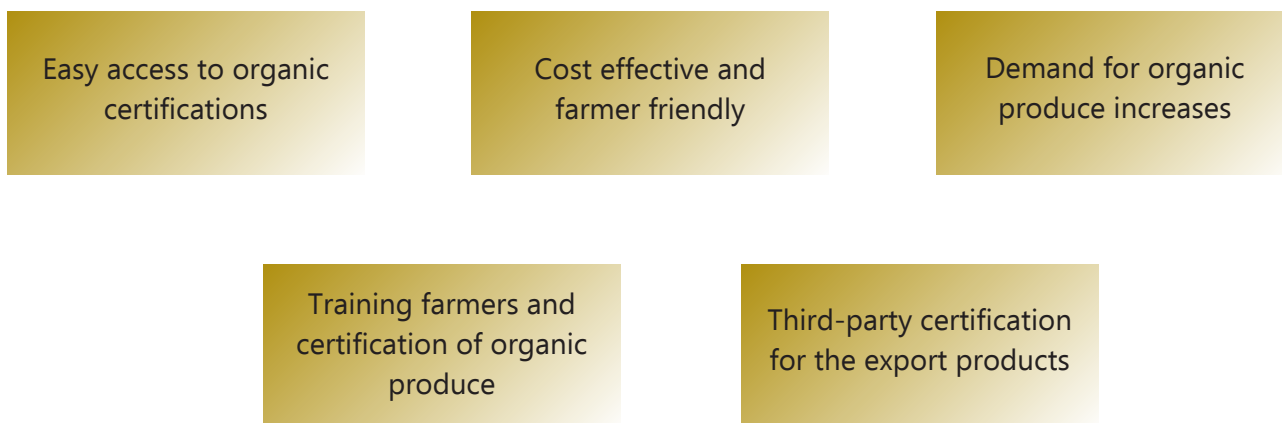 Easy access to organic
certifications
Cost effective and
farmer friendly
Demand for organic
produce increases
Training farmers and
certification of organic
produce
Third-party certification
for the export products